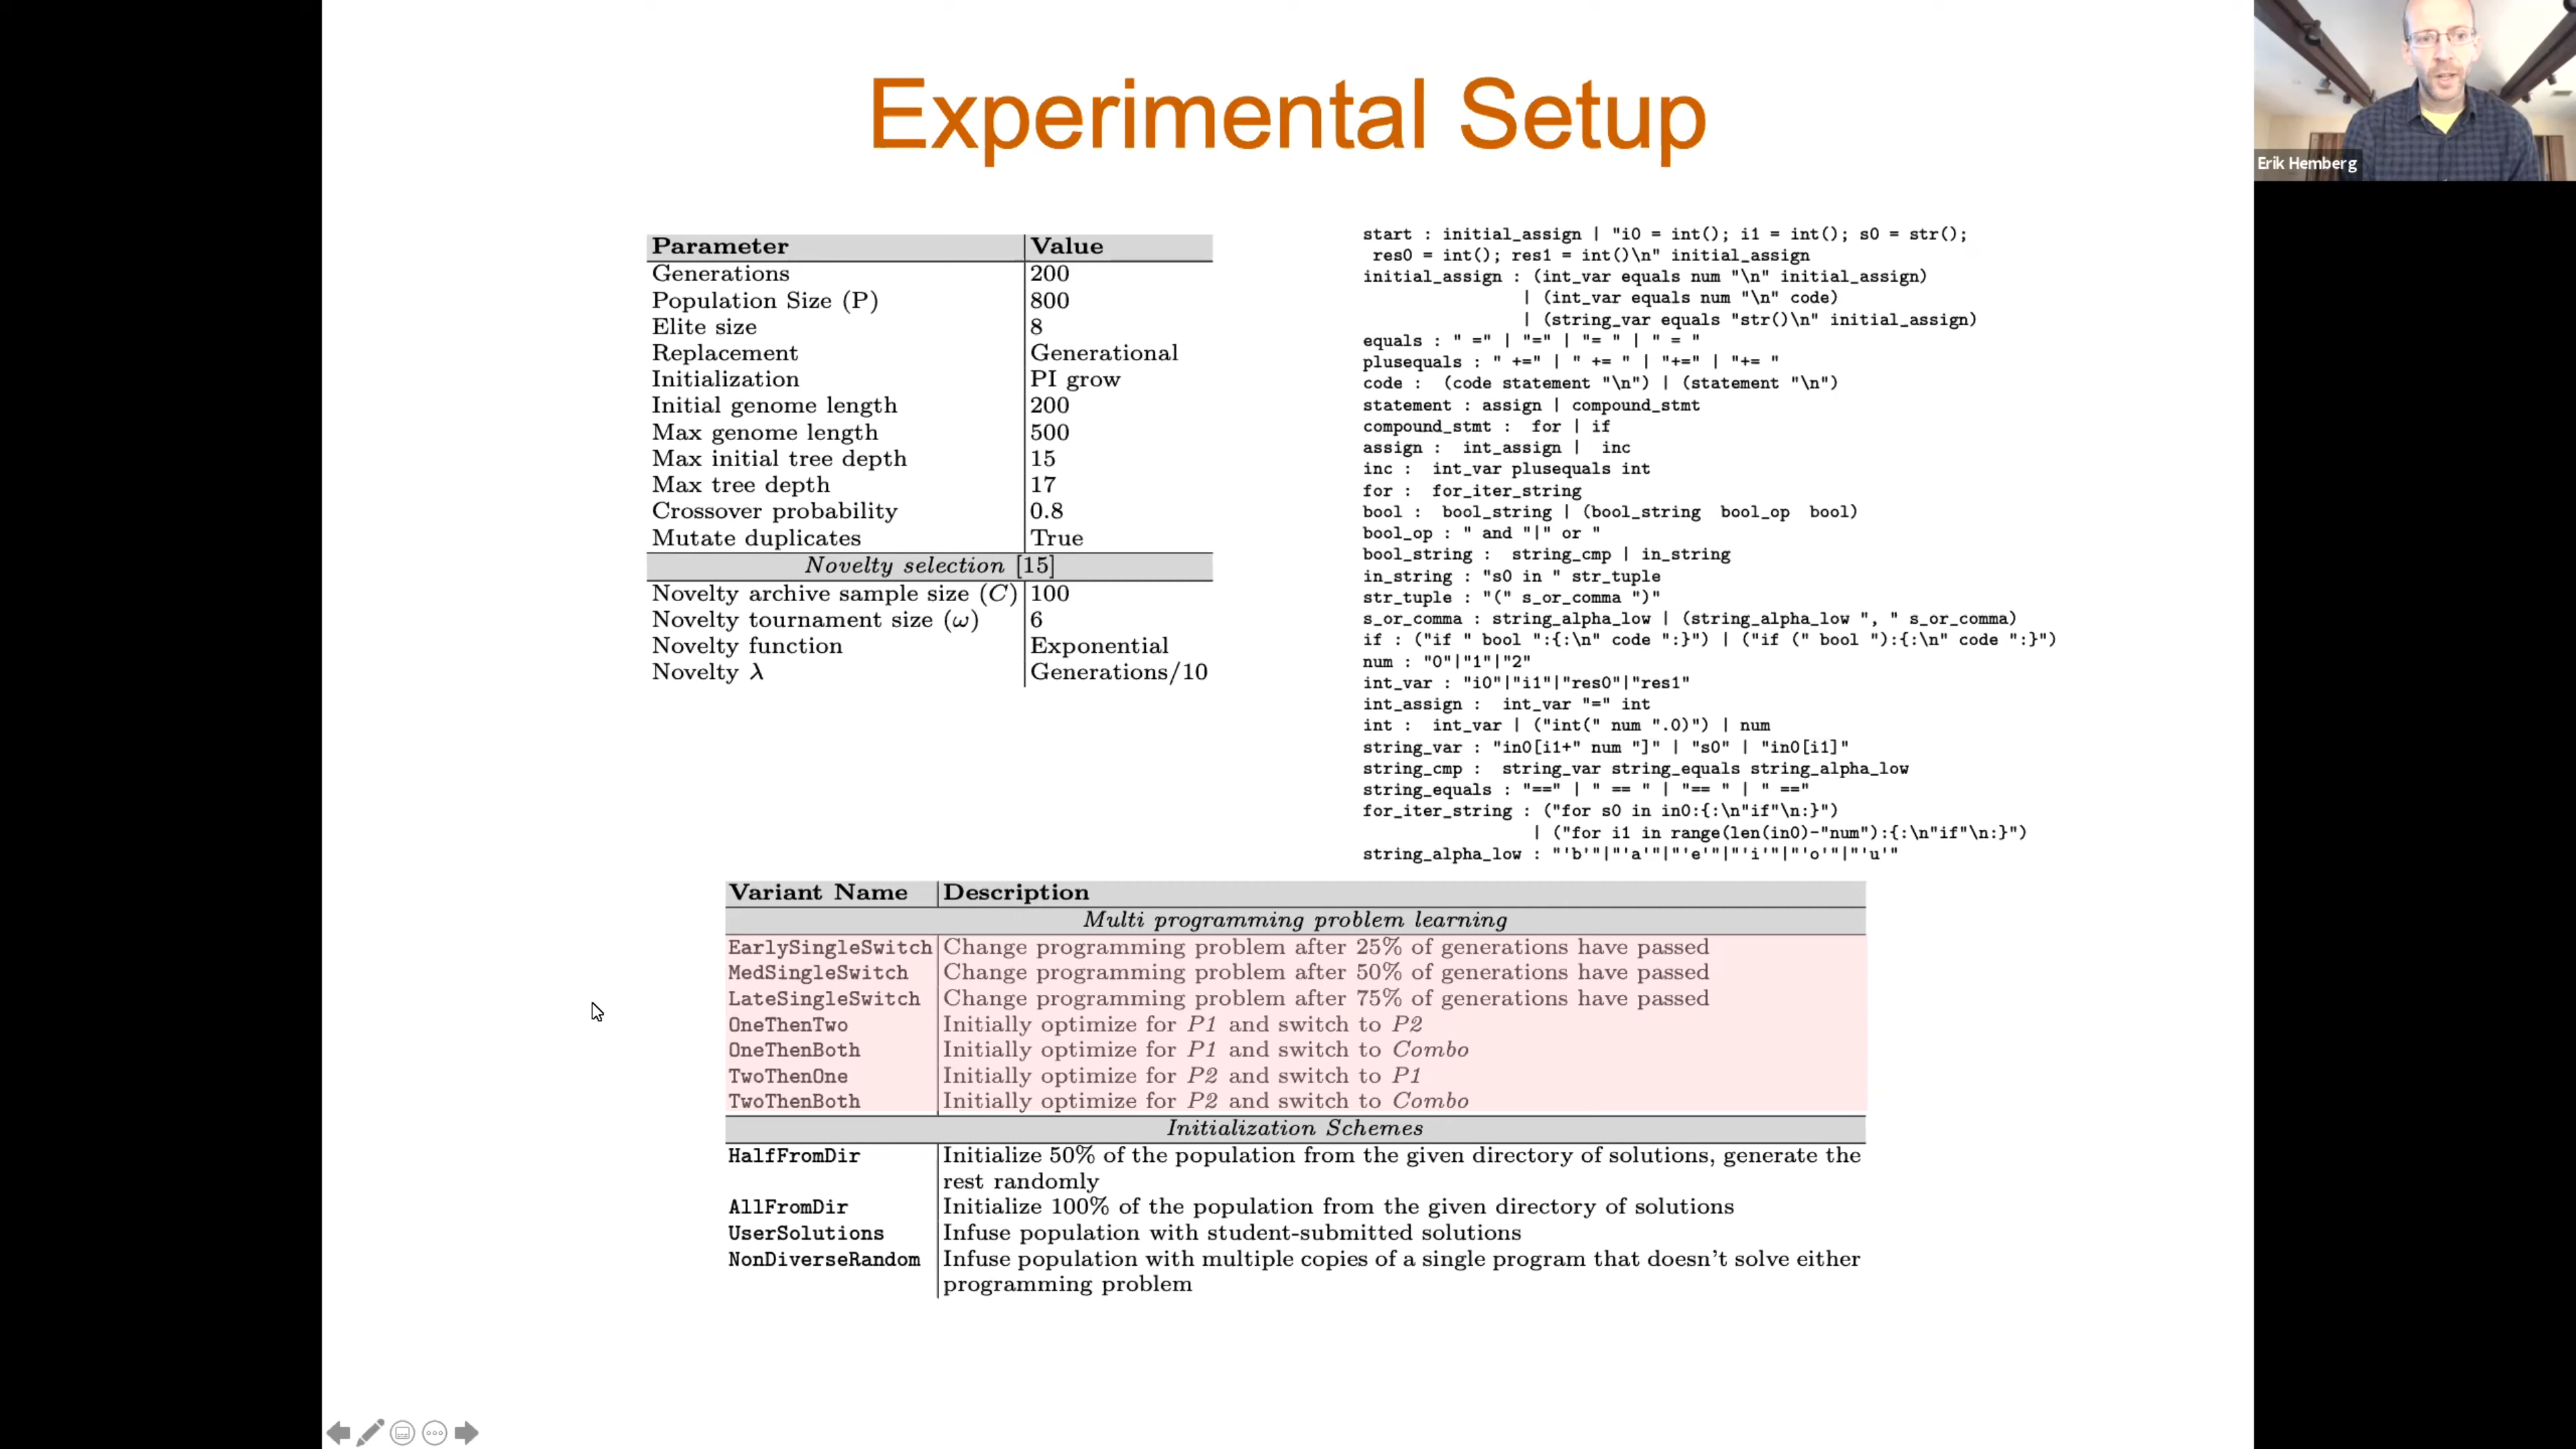 Experimental Setup
Erik Hemberg
Parameter Value
Generations 200
Population Size (P) 800
Elite size 8
Replacement Generational
Initialization PI grow
Initial genome length 200
Max genome length 500
Max initial tree depth 15
Max tree depth 17
Crossover probability 0.8
Mutate duplicates True
Novelty selection [15]
Novelty archive sample size (C) 100
Novelty tournament size (ω) 6
Novelty function Exponential
Novelty λ Generations/10
start : initial_assign | "i0 = int(); i1 = int(); s0 = str();
res0 = int(); res1 = int()\n" initial_assign
initial_assign : (int_var equals num "\n" initial_assign)
| (int_var equals num "\n" code)
| (string_var equals "str()\n" initial_assign)
equals : " =" | "=" | "= " | " = "
plusequals : " +=" | " += " | "+=" | "+= "
code : (code statement "\n") | (statement "\n")
statement : assign | compound_stmt
compound_stmt : for | if
assign : int_assign | inc
inc : int_var plusequals int
for : for_iter_string
bool : bool_string | (bool_string bool_op bool)
bool_op : " and "|" or "
bool_string : string_cmp | in_string
in_string : "s0 in " str_tuple
str_tuple : "(" s_or_comma ")"
s_or_comma : string_alpha_low | (string_alpha_low ", " s_or_comma)
if : ("if " bool ":{:\n" code ":}") | ("if (" bool "):{:\n" code ":}")
num : "0"|"1"|"2"
int_var : "i0"|"i1"|"res0"|"res1"
int_assign : int_var "=" int
int : int_var | ("int(" num ".0)") | num
string_var : "in0[i1+" num "]" | "s0" | "in0[i1]"
string_cmp : string_var string_equals string_alpha_low
string_equals : "==" | " == " | "== " | " =="
for_iter_string : ("for s0 in in0:{:\n"if"\n:}")
| ("for i1 in range(len(in0)-"num"):{:\n"if"\n:}")
string_alpha_low : "'b'"|"'a'"|"'e'"|"'i'"|"'o'"|"'u'"
Variant Name Description
Multi programming problem learning
EarlySingleSwitch Change programming problem after 25% of generations have passed
MedSingleSwitch Change programming problem after 50% of generations have passed
LateSingleSwitch Change programming problem after 75% of generations have passed
OneThenTwo Initially optimize for P1 and switch to P2
OneThenBoth Initially optimize for P1 and switch to Combo
TwoThenOne Initially optimize for P2 and switch to P1
TwoThenBoth Initially optimize for P2 and switch to Combo
Initialization Schemes
HalfFromDir Initialize 50% of the population from the given directory of solutions, generate the
rest randomly
AllFromDir Initialize 100% of the population from the given directory of solutions
UserSolutions Infuse population with student-submitted solutions
NonDiverseRandom Infuse population with multiple copies of a single program that doesn't solve either
programming problem